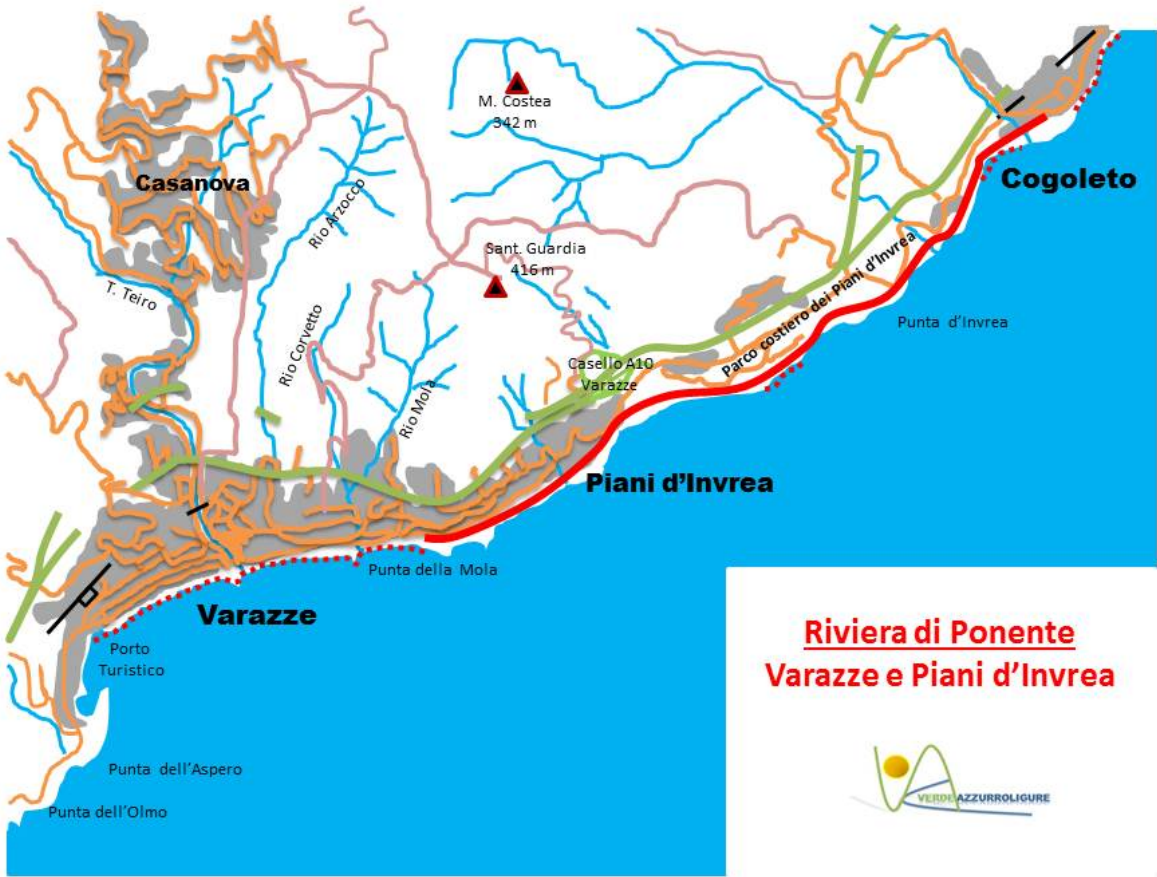 M. Costea
342 m
Casanova
Cogoleto
Rio Arzocco
Sant. Guardia
416 m
T. Teiro
Rio Corvetto
Parco costiero dei Piani d'Invrea
Punta d'Invrea
Casello A10
Varazze
Rio Mola
Piani d'Invrea
Punta della Mola
Varazze
Porto
Turistico
Riviera di Ponente
Varazze e Piani d'Invrea
Punta dell'Aspero
Punta dell'Olmo
VERDEAZZURROLIGURE